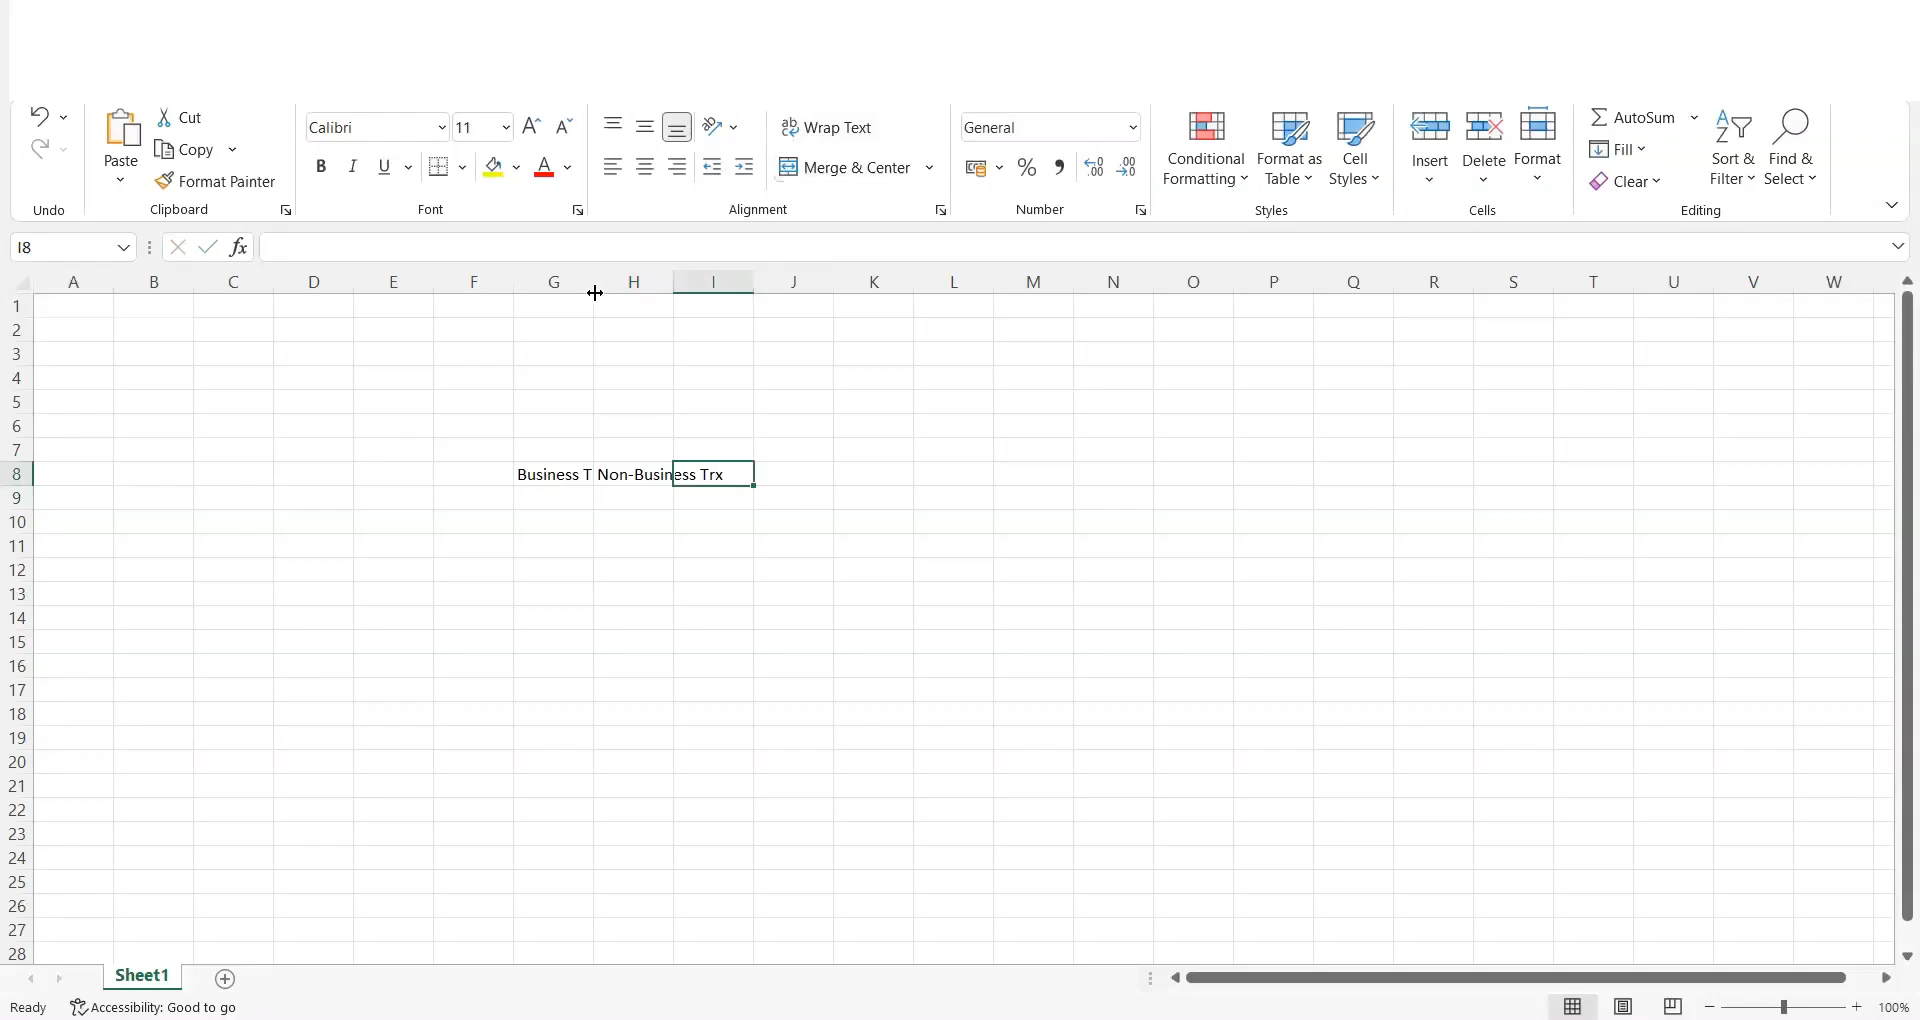 Cut
Paste
Copy
Format Painter
Undo
Clipboard
Calibri
11
B I U
Font
Wrap Text
Merge & Center
Alignment
General
%
Number
Conditional Formatting
Format as Table
Cell Styles
Styles
Insert
Delete
Format
Cells
AutoSum
Fill
Clear
Sort & Filter
Find & Select
Editing
I8
fx
A B C D E F G H I J K L M N O P Q R S T U V W
1
2
3
4
5
6
7
8 Business T Non-Business Trx
9
10
11
12
13
14
15
16
17
18
19
20
21
22
23
24
25
26
27
28
Sheet1
Ready
Accessibility: Good to go
100%